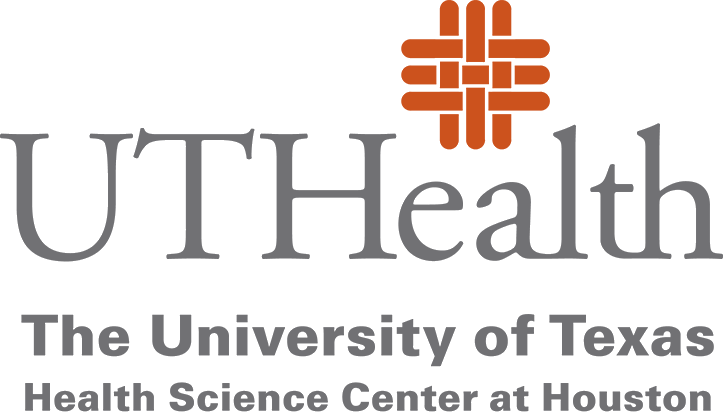 UTHealth
The University of Texas
Health Science Center at Houston